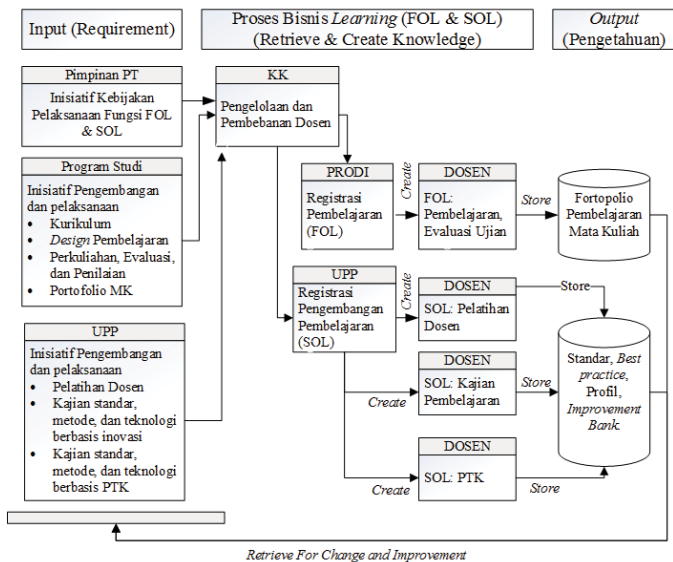 Input (Requirement)
Proses Bisnis Learning (FOL & SOL)
(Retrieve & Create Knowledge)
Output
(Pengetahuan)
Pimpinan PT
Inisiatif Kebijakan
Pelaksanaan Fungsi FOL
& SOL
KK
Pengelolaan dan
Pembebanan Dosen
Program Studi
Inisiatif Pengembangan
dan pelaksanaan
• Kurikulum
• Design Pembelajaran
• Perkuliahan, Evaluasi,
dan Penilaian
• Portofolio MK
PRODI
Registrasi
Pembelajaran
(FOL)
Create
DOSEN
FOL:
Pembelajaran,
Evaluasi Ujian
Store
Fortopolio
Pembelajaran
Mata Kuliah
UPP
Registrasi
Pengembangan
Pembelajaran
(SOL)
Create
DOSEN
SOL: Pelatihan
Dosen
Store
UPP
Inisiatif Pengembangan
dan pelaksanaan
• Pelatihan Dosen
• Kajian standar,
metode, dan teknologi
berbasis inovasi
• Kajian standar,
metode, dan teknologi
berbasis PTK
Create
DOSEN
SOL: Kajian
Pembelajaran
Store
Standar, Best
practice,
Profil,
Improvement
Bank.
Create
DOSEN
SOL: PTK
Store
Retrieve For Change and Improvement